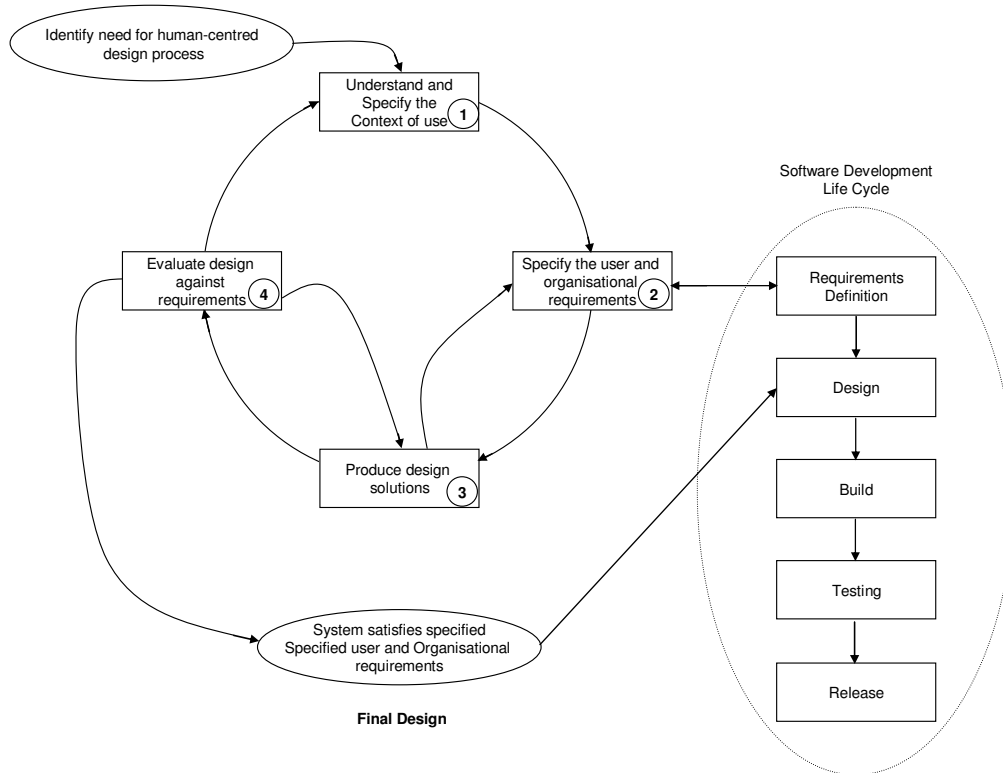 Identify need for human-centred
design process
Understand and
Specify the
Context of use
1
Software Development
Life Cycle
Evaluate design
against
requirements
4
Specify the user and
organisational
requirements
2
Requirements
Definition
Design
Produce design
solutions
3
Build
Testing
System satisfies specified
Specified user and Organisational
requirements
Release
Final Design